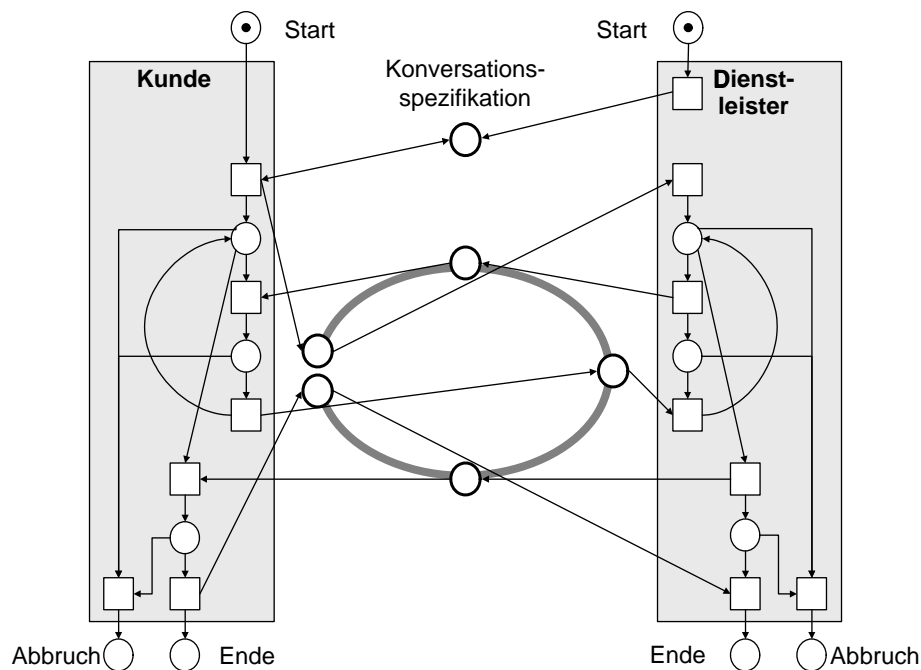 Start
Start
Kunde
Konversations-
spezifikation
Dienst-
leister
Abbruch
Ende
Ende
Abbruch